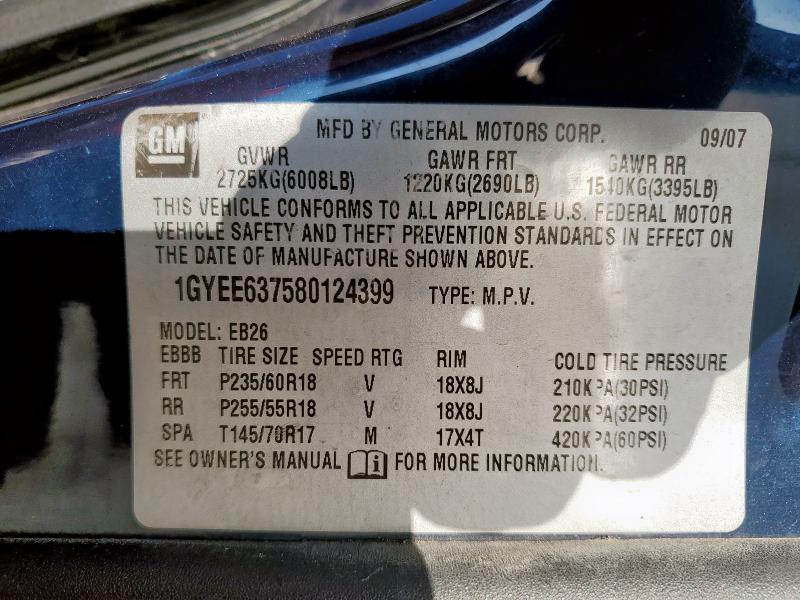 GM
MFD BY GENERAL MOTORS CORP. 09/07
GVWR GAWR FRT GAWR RR
2725KG(6008LB) 1220KG(2690LB) 1540KG(3395LB)
THIS VEHICLE CONFORMS TO ALL APPLICABLE U.S. FEDERAL MOTOR
VEHICLE SAFETY AND THEFT PREVENTION STANDARDS IN EFFECT ON
THE DATE OF MANUFACTURE SHOWN ABOVE.
1GYEE637580124399 TYPE: M.P.V.
MODEL: EB26
EBBB TIRE SIZE SPEED RTG RIM COLD TIRE PRESSURE
FRT P235/60R18 V 18X8J 210KPA(30PSI)
RR P255/55R18 V 18X8J 220KPA(32PSI)
SPA T145/70R17 M 17X4T 420KPA(60PSI)
SEE OWNER'S MANUAL FOR MORE INFORMATION.